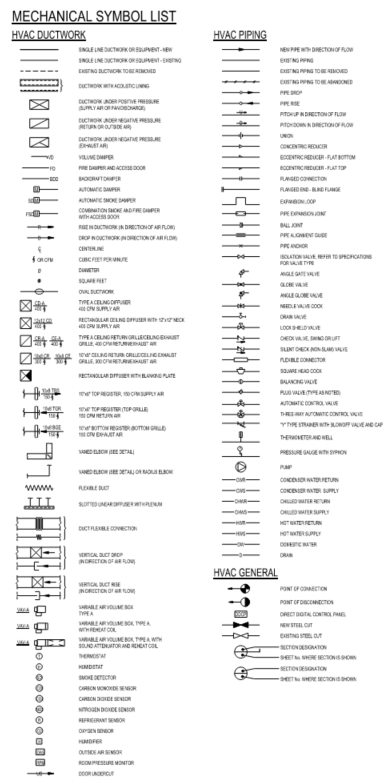 MECHANICAL SYMBOL LIST
HVAC DUCTWORK
SINGLE LINE DUCTWORK OR EQUIPMENT - NEW
SINGLE LINE DUCTWORK OR EQUIPMENT - EXISTING
EXISTING DUCTWORK TO BE REMOVED
DUCTWORK WITH ACOUSTIC LINING
DUCTWORK UNDER POSITIVE PRESSURE
(SUPPLY AIR OR FAN DISCHARGE)
DUCTWORK UNDER NEGATIVE PRESSURE
(RETURN OR OUTSIDE AIR)
DUCTWORK UNDER NEGATIVE PRESSURE
(EXHAUST AIR)
VD VOLUME DAMPER
FD FIRE DAMPER AND ACCESS DOOR
BDD BACKDRAFT DAMPER
AUTOMATIC DAMPER
AUTOMATIC SMOKE DAMPER
COMBINATION SMOKE AND FIRE DAMPER
WITH ACCESS DOOR
RISE IN DUCTWORK (IN DIRECTION OF AIR FLOW)
DROP IN DUCTWORK (IN DIRECTION OF AIR FLOW)
CENTERLINE
OR CFM CUBIC FEET PER MINUTE
DIAMETER
SQUARE FEET
OVAL DUCTWORK
TYPE A CEILING DIFFUSER
400 CFM SUPPLY AIR
RECTANGULAR CEILING DIFFUSER WITH 12"x12" NECK
400 CFM SUPPLY AIR
TYPE A CEILING RETURN GRILLE/CEILING EXHAUST
GRILLE, 400 CFM RETURN/EXHAUST AIR
10"x8" CEILING RETURN GRILLE/CEILING EXHAUST
GRILLE, 300 CFM RETURN/EXHAUST AIR
RECTANGULAR DIFFUSER WITH BLANKING PLATE
10"x8" TOP REGISTER, 150 CFM SUPPLY AIR
10"x8" TOP REGISTER (TOP GRILLE)
150 CFM RETURN AIR
10"x8" BOTTOM REGISTER (BOTTOM GRILLE)
150 CFM EXHAUST AIR
VANED ELBOW (SEE DETAIL)
VANED ELBOW (SEE DETAIL) OR RADIUS ELBOW
FLEXIBLE DUCT
SLOTTED LINEAR DIFFUSER WITH PLENUM
DUCT FLEXIBLE CONNECTION
VERTICAL DUCT DROP
(IN DIRECTION OF AIR FLOW)
VERTICAL DUCT RISE
(IN DIRECTION OF AIR FLOW)
VAV-A VARIABLE AIR VOLUME BOX
TYPE A
VAV-A VARIABLE AIR VOLUME BOX, TYPE A,
WITH REHEAT COIL
VAV-A VARIABLE AIR VOLUME BOX, TYPE A, WITH
SOUND ATTENUATOR AND REHEAT COIL
THERMOSTAT
HUMIDISTAT
SMOKE DETECTOR
CARBON MONOXIDE SENSOR
CARBON DIOXIDE SENSOR
NITROGEN DIOXIDE SENSOR
REFRIGERANT SENSOR
OXYGEN SENSOR
HUMIDIFIER
OUTSIDE AIR SENSOR
ROOM PRESSURE MONITOR
DOOR UNDERCUT
HVAC PIPING
NEW PIPE WITH DIRECTION OF FLOW
EXISTING PIPING
EXISTING PIPING TO BE REMOVED
EXISTING PIPING TO BE ABANDONED
PIPE DROP
PIPE RISE
PITCH UP IN DIRECTION OF FLOW
PITCH DOWN IN DIRECTION OF FLOW
UNION
CONCENTRIC REDUCER
ECCENTRIC REDUCER - FLAT BOTTOM
ECCENTRIC REDUCER - FLAT TOP
FLANGED CONNECTION
FLANGED END - BLIND FLANGE
EXPANSION LOOP
PIPE EXPANSION JOINT
BALL JOINT
PIPE ALIGNMENT GUIDE
PIPE ANCHOR
ISOLATION VALVE, REFER TO SPECIFICATIONS
FOR VALVE TYPE
ANGLE GATE VALVE
GLOBE VALVE
ANGLE GLOBE VALVE
NEEDLE VALVE COCK
DRAIN VALVE
LOCK SHIELD VALVE
CHECK VALVE, SWING OR LIFT
SILENT CHECK (NON SLAM) VALVE
FLEXIBLE CONNECTOR
SQUARE HEAD COCK
BALANCING VALVE
PLUG VALVE (TYPE AS NOTED)
AUTOMATIC CONTROL VALVE
THREE-WAY AUTOMATIC CONTROL VALVE
"Y" TYPE STRAINER WITH BLOWOFF VALVE AND CAP
THERMOMETER AND WELL
PRESSURE GAUGE WITH SYPHON
PUMP
CWR CONDENSER WATER RETURN
CWS CONDENSER WATER SUPPLY
CHWR CHILLED WATER RETURN
CHWS CHILLED WATER SUPPLY
HWR HOT WATER RETURN
HWS HOT WATER SUPPLY
DW DOMESTIC WATER
D DRAIN
HVAC GENERAL
POINT OF CONNECTION
POINT OF DISCONNECTION
DIRECT DIGITAL CONTROL PANEL
NEW STEEL CUT
EXISTING STEEL CUT
SECTION DESIGNATION
SHEET No. WHERE SECTION IS SHOWN
SECTION DESIGNATION
SHEET No. WHERE SECTION IS SHOWN